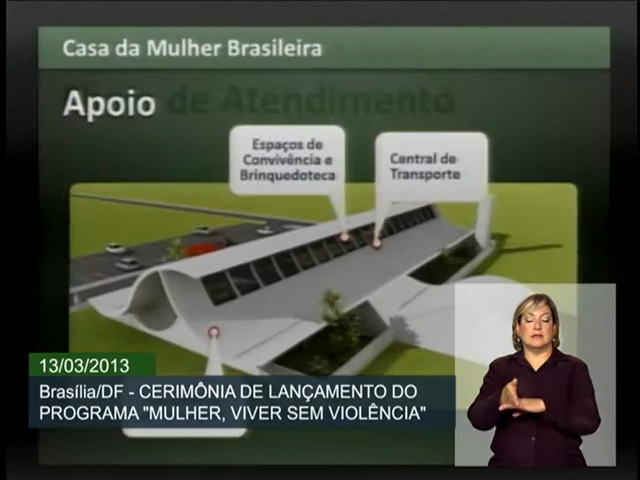 Casa da Mulher Brasileira
Apoio de Atendimento
Espaços de
Convivência e
Brinquedoteca
Central de
Transporte
13/03/2013
Brasília/DF - CERIMÔNIA DE LANÇAMENTO DO
PROGRAMA "MULHER, VIVER SEM VIOLÊNCIA"